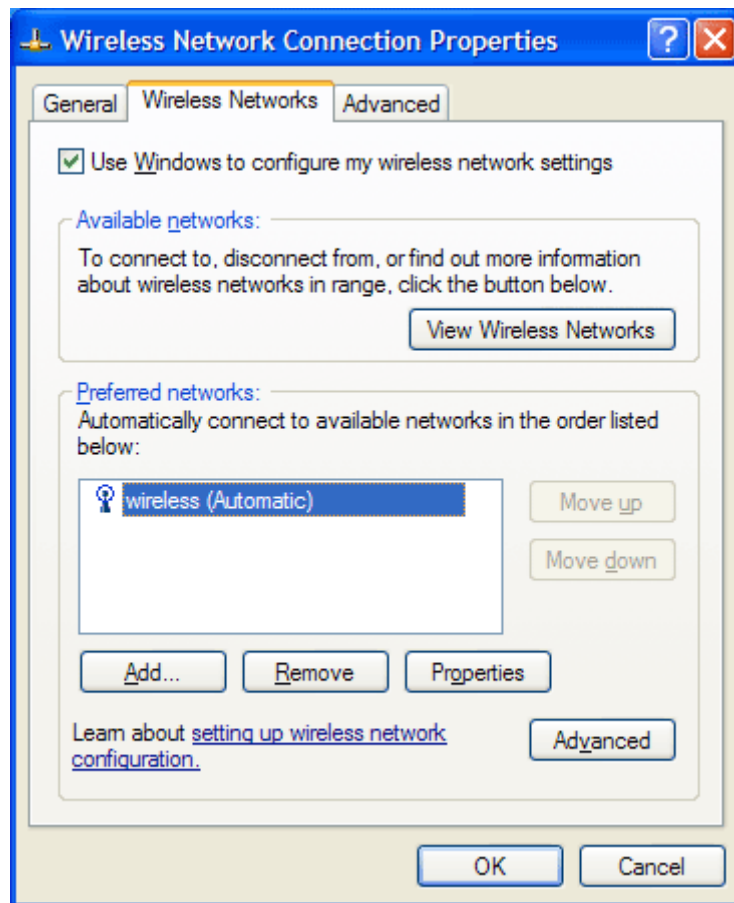 Wireless Network Connection Properties
General
Wireless Networks
Advanced
Use Windows to configure my wireless network settings
Available networks:
To connect to, disconnect from, or find out more information
about wireless networks in range, click the button below.
View Wireless Networks
Preferred networks:
Automatically connect to available networks in the order listed
below:
wireless (Automatic)
Move up
Move down
Add...
Remove
Properties
Learn about setting up wireless network
configuration.
Advanced
OK
Cancel